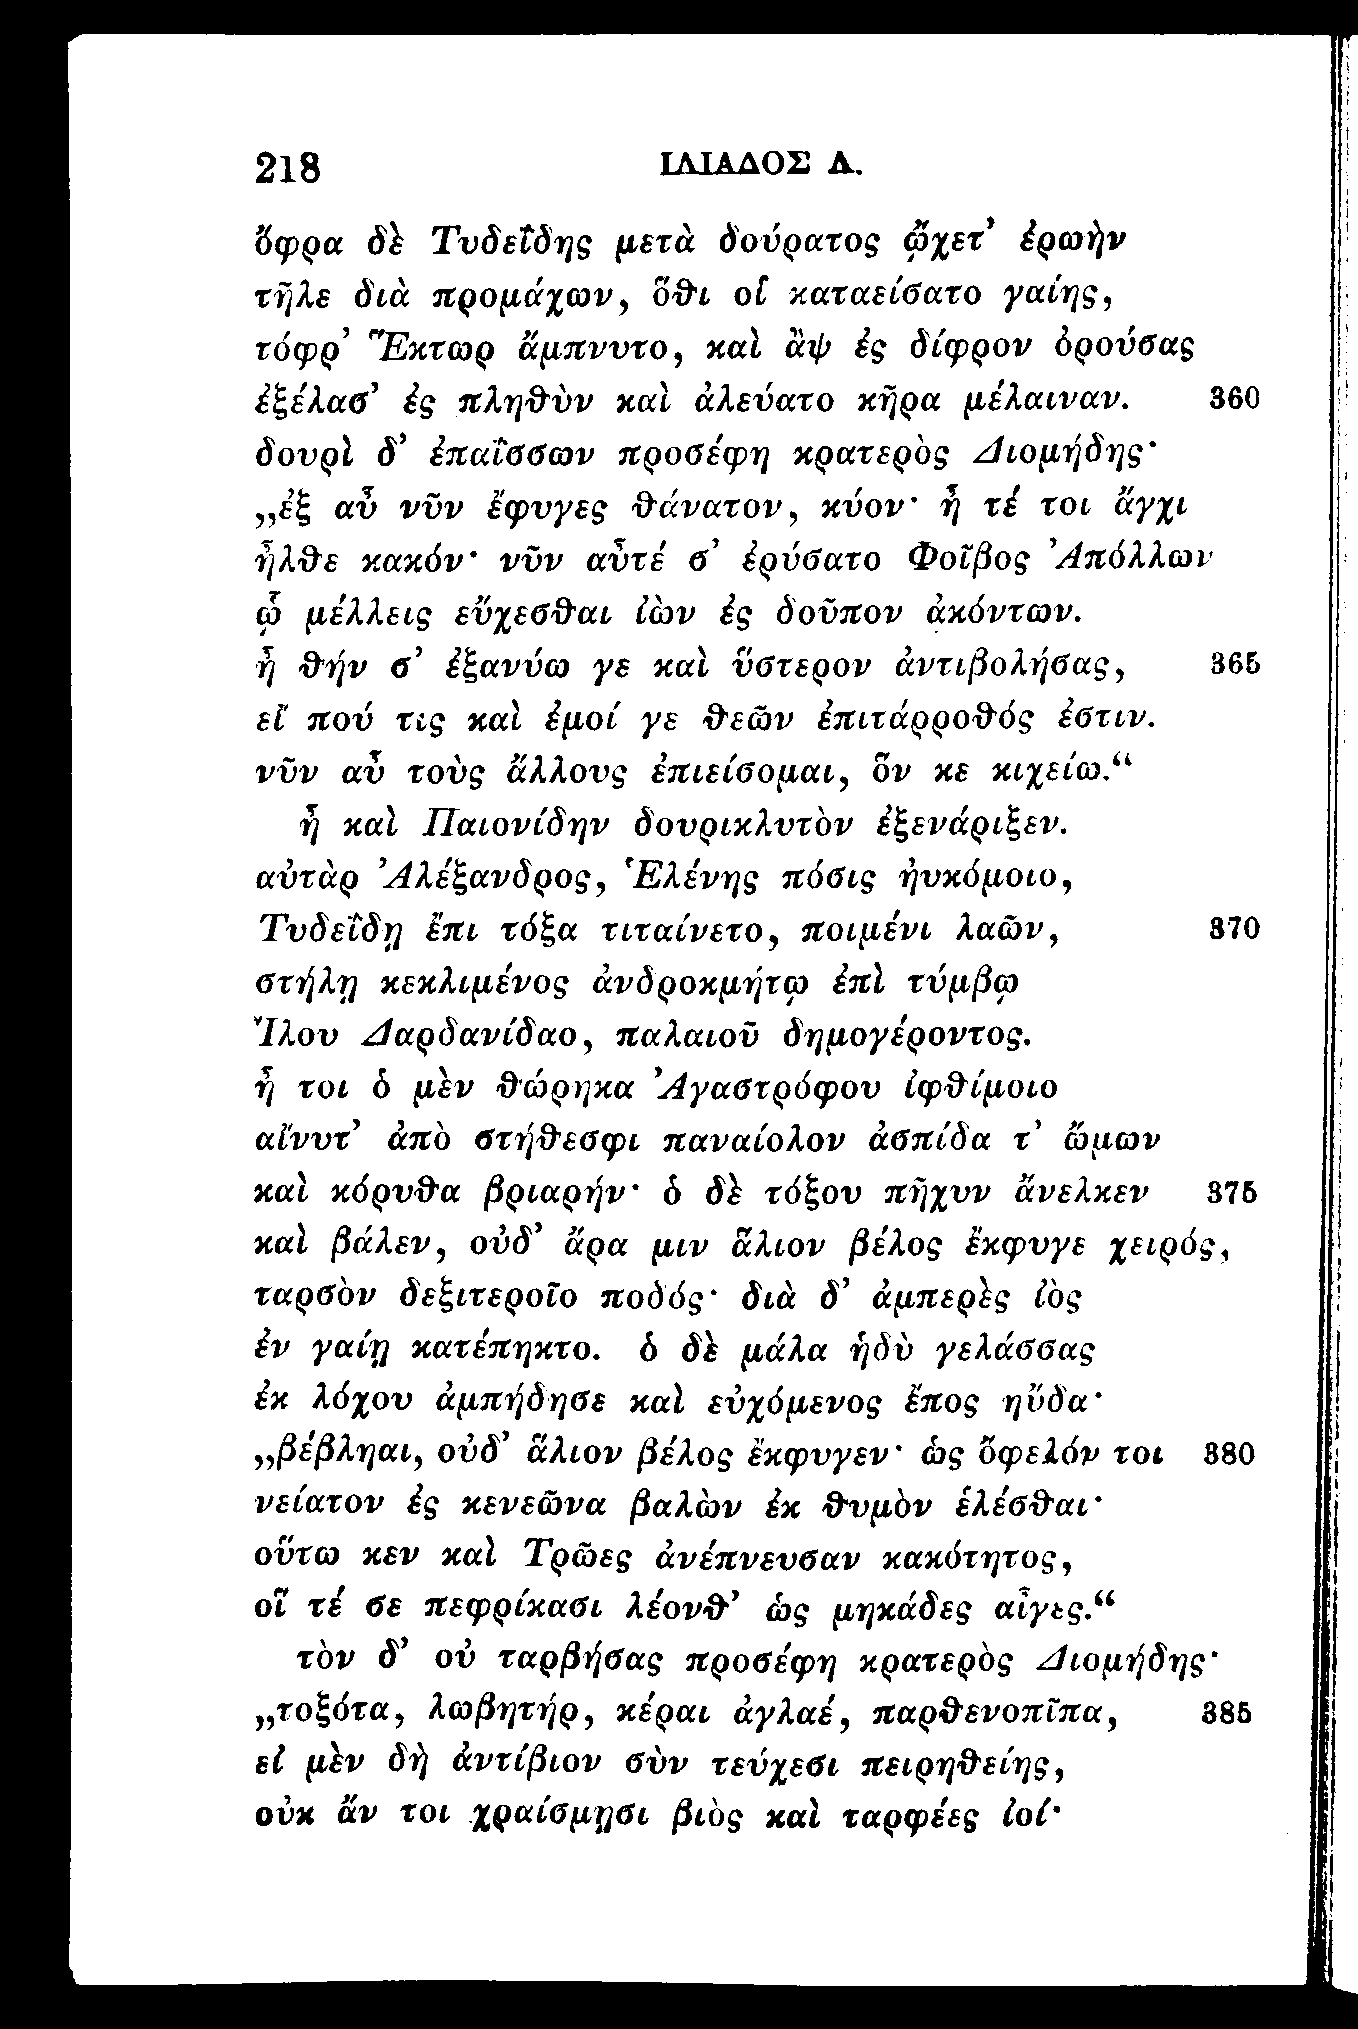 218 ΙΛΙΑΔΟΣ Λ.
ὄφρα δὲ Τυδεΐδης μετὰ δούρατος ᾤχετ’ ἐρωὴν
τῆλε διὰ προμάχων, ὅθι οἱ καταείσατο γαίης,
τόφρ’ Ἕκτωρ ἄμπνυτο, καὶ ἂψ ἐς δίφρον ὀρούσας
ἐξέλασ’ ἐς πληθὺν καὶ ἀλεύατο κῆρα μέλαιναν. 360
δουρὶ δ’ ἐπαΐσσων προσέφη κρατερὸς Διομήδης·
„ἐξ αὖ νῦν ἔφυγες θάνατον, κύον· ἦ τέ τοι ἄγχι
ἦλθε κακόν· νῦν αὖτέ σ’ ἐρύσατο Φοῖβος Ἀπόλλων
ᾧ μέλλεις εὔχεσθαι ἰὼν ἐς δοῦπον ἀκόντων.
ἦ θήν σ’ ἐξανύω γε καὶ ὕστερον ἀντιβολήσας, 365
εἴ πού τις καὶ ἐμοί γε θεῶν ἐπιτάρροθός ἐστιν.
νῦν αὖ τοὺς ἄλλους ἐπιείσομαι, ὅν κε κιχείω.“
ἦ καὶ Παιονίδην δουρικλυτὸν ἐξενάριξεν.
αὐτὰρ Ἀλέξανδρος, Ἑλένης πόσις ἠυκόμοιο,
Τυδεΐδῃ ἔπι τόξα τιταίνετο, ποιμένι λαῶν, 370
στήλῃ κεκλιμένος ἀνδροκμήτῳ ἐπὶ τύμβῳ
Ἴλου Δαρδανίδαο, παλαιοῦ δημογέροντος.
ἦ τοι ὁ μὲν θώρηκα Ἀγαστρόφου ἰφθίμοιο
αἴνυτ’ ἀπὸ στήθεσφι παναίολον ἀσπίδα τ’ ὤμων
καὶ κόρυθα βριαρήν· ὁ δὲ τόξου πῆχυν ἄνελκεν 375
καὶ βάλεν, οὐδ’ ἄρα μιν ἅλιον βέλος ἔκφυγε χειρός,
ταρσὸν δεξιτεροῖο ποδός· διὰ δ’ ἀμπερὲς ἰὸς
ἐν γαίῃ κατέπηκτο. ὁ δὲ μάλα ἡδὺ γελάσσας
ἐκ λόχου ἀμπήδησε καὶ εὐχόμενος ἔπος ηὔδα·
„βέβληαι, οὐδ’ ἅλιον βέλος ἔκφυγεν· ὡς ὄφελόν τοι 380
νείατον ἐς κενεῶνα βαλὼν ἐκ θυμὸν ἑλέσθαι·
οὕτω κεν καὶ Τρῶες ἀνέπνευσαν κακότητος,
οἵ τέ σε πεφρίκασι λέονθ’ ὡς μηκάδες αἶγες.“
τὸν δ’ οὐ ταρβήσας προσέφη κρατερὸς Διομήδης·
„τοξότα, λωβητήρ, κέραι ἀγλαέ, παρθενοπῖπα, 385
εἰ μὲν δὴ ἀντίβιον σὺν τεύχεσι πειρηθείης,
οὐκ ἄν τοι χραίσμῃσι βιὸς καὶ ταρφέες ἰοί·